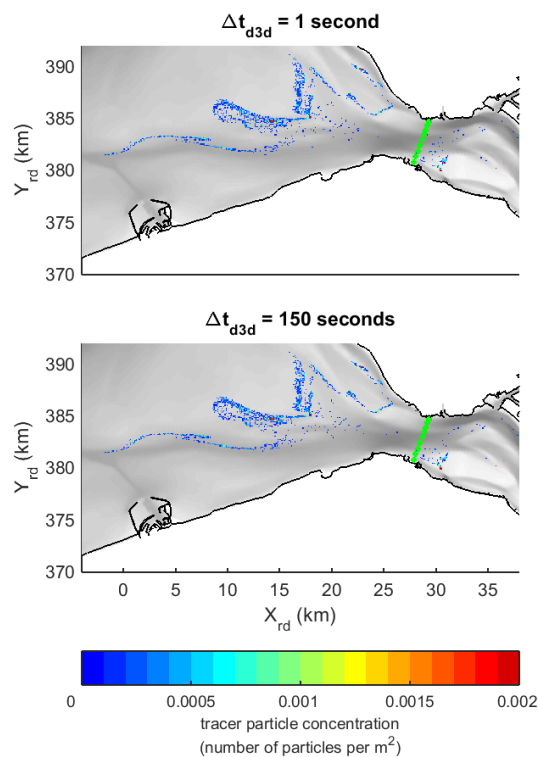 Δt_d3d = 1 second
390
385
380
375
370
Y_rd (km)
Δt_d3d = 150 seconds
390
385
380
375
370
Y_rd (km)
0 5 10 15 20 25 30 35
X_rd (km)
0 0.0005 0.001 0.0015 0.002
tracer particle concentration
(number of particles per m²)